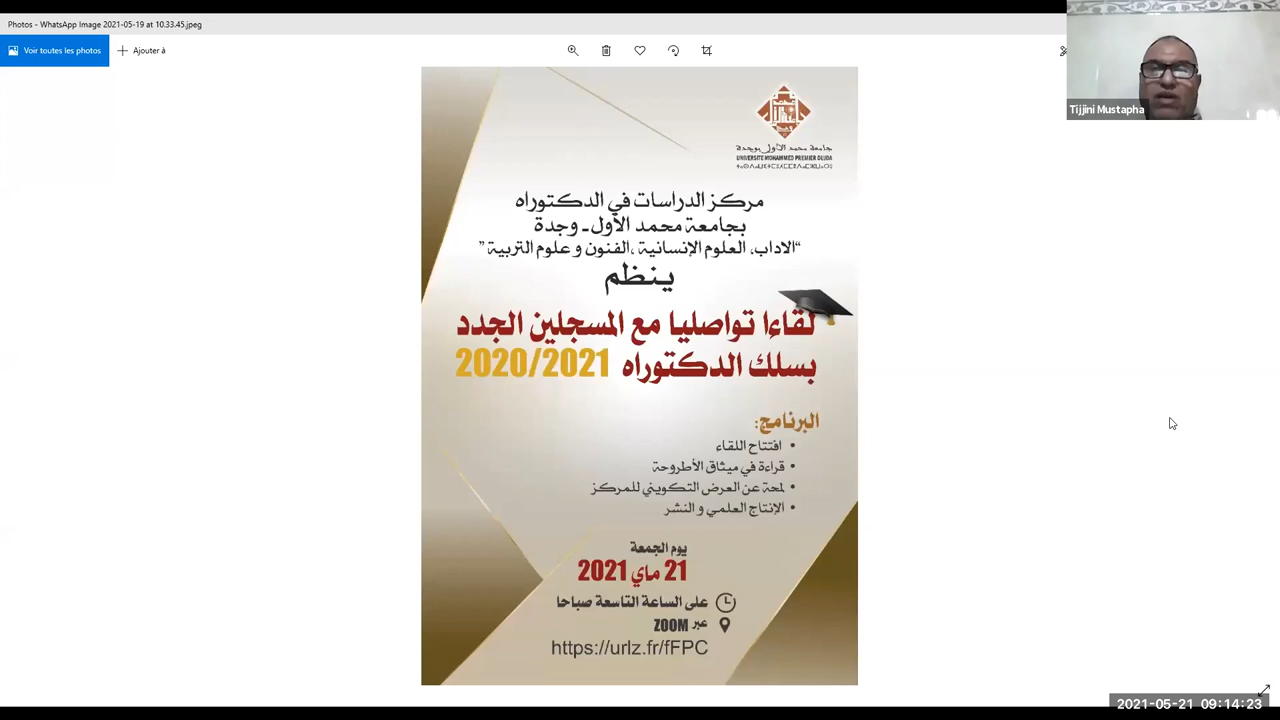 Photos - WhatsApp Image 2021-05-19 at 10.33.45.jpeg
Voir toutes les photos
Ajouter à
Tijjini Mustapha
جامعة محمد الأول بوجدة
UNIVERSITE MOHAMMED PREMIER OUJDA
مركز الدراسات في الدكتوراه
بجامعة محمد الأول - وجدة
“الاداب، العلوم الإنسانية ،الفنون و علوم التربية”
ينظم
لقاءا تواصليا مع المسجلين الجدد
بسلك الدكتوراه 2020/2021
البرنامج:
• افتتاح اللقاء
• قراءة في ميثاق الأطروحة
• لمحة عن العرض التكويني للمركز
• الإنتاج العلمي و النشر
يوم الجمعة
21 ماي 2021
على الساعة التاسعة صباحا
عبر ZOOM
https://urlz.fr/fFPC
2021-05-21 09:14:23